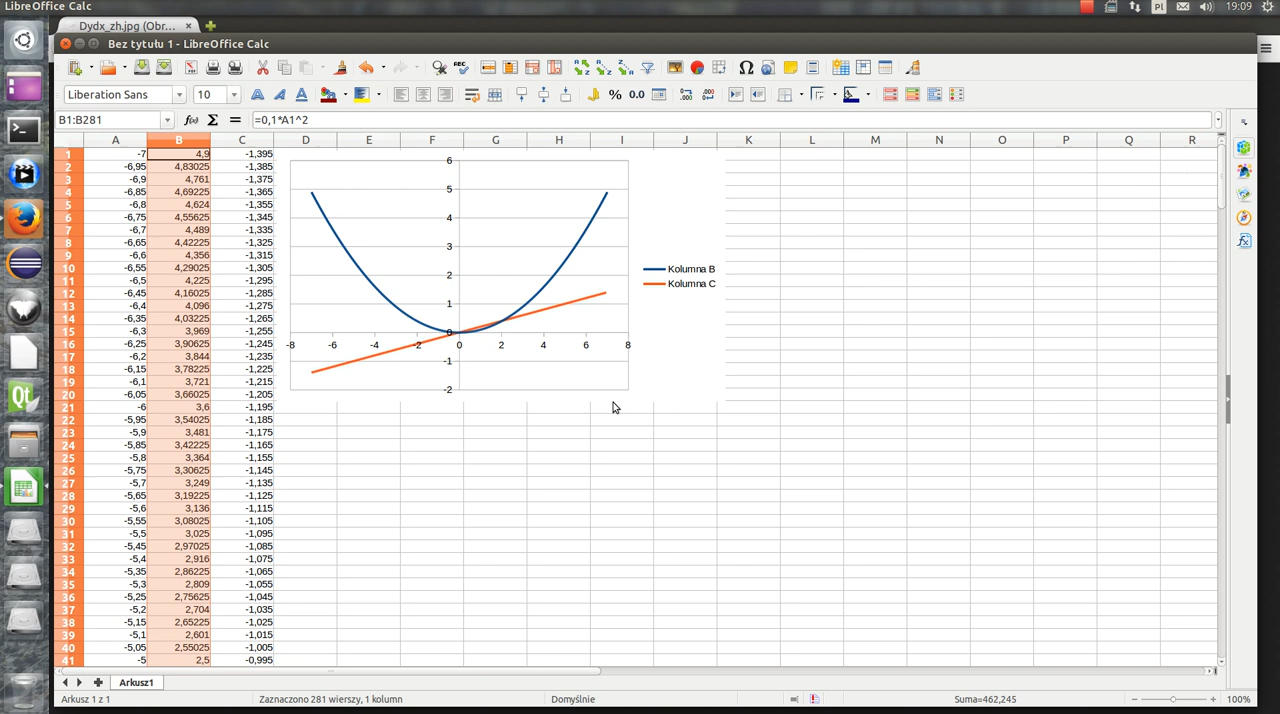 LibreOffice Calc Pl 19:09
Dydx_zh.jpg (Obr...
Bez tytułu 1 - LibreOffice Calc
Liberation Sans 10
B1:B281 =0,1*A1^2
A B C D E F G H I J K L M N O P Q R
1 -7 4,9 -1,395
2 -6,95 4,83025 -1,385
3 -6,9 4,761 -1,375
4 -6,85 4,69225 -1,365
5 -6,8 4,624 -1,355
6 -6,75 4,55625 -1,345
7 -6,7 4,489 -1,335
8 -6,65 4,42225 -1,325
9 -6,6 4,356 -1,315
10 -6,55 4,29025 -1,305
11 -6,5 4,225 -1,295
12 -6,45 4,16025 -1,285
13 -6,4 4,096 -1,275
14 -6,35 4,03225 -1,265
15 -6,3 3,969 -1,255
16 -6,25 3,90625 -1,245
17 -6,2 3,844 -1,235
18 -6,15 3,78225 -1,225
19 -6,1 3,721 -1,215
20 -6,05 3,66025 -1,205
21 -6 3,6 -1,195
22 -5,95 3,54025 -1,185
23 -5,9 3,481 -1,175
24 -5,85 3,42225 -1,165
25 -5,8 3,364 -1,155
26 -5,75 3,30625 -1,145
27 -5,7 3,249 -1,135
28 -5,65 3,19225 -1,125
29 -5,6 3,136 -1,115
30 -5,55 3,08025 -1,105
31 -5,5 3,025 -1,095
32 -5,45 2,97025 -1,085
33 -5,4 2,916 -1,075
34 -5,35 2,86225 -1,065
35 -5,3 2,809 -1,055
36 -5,25 2,75625 -1,045
37 -5,2 2,704 -1,035
38 -5,15 2,65225 -1,025
39 -5,1 2,601 -1,015
40 -5,05 2,55025 -1,005
41 -5 2,5 -0,995
6
5
4
3
2
1
0
-8 -6 -4 -2 0 2 4 6 8
-1
-2
Kolumna B
Kolumna C
Arkusz1
Arkusz 1 z 1 Zaznaczono 281 wierszy, 1 kolumn Domyślnie Suma=462,245 100%